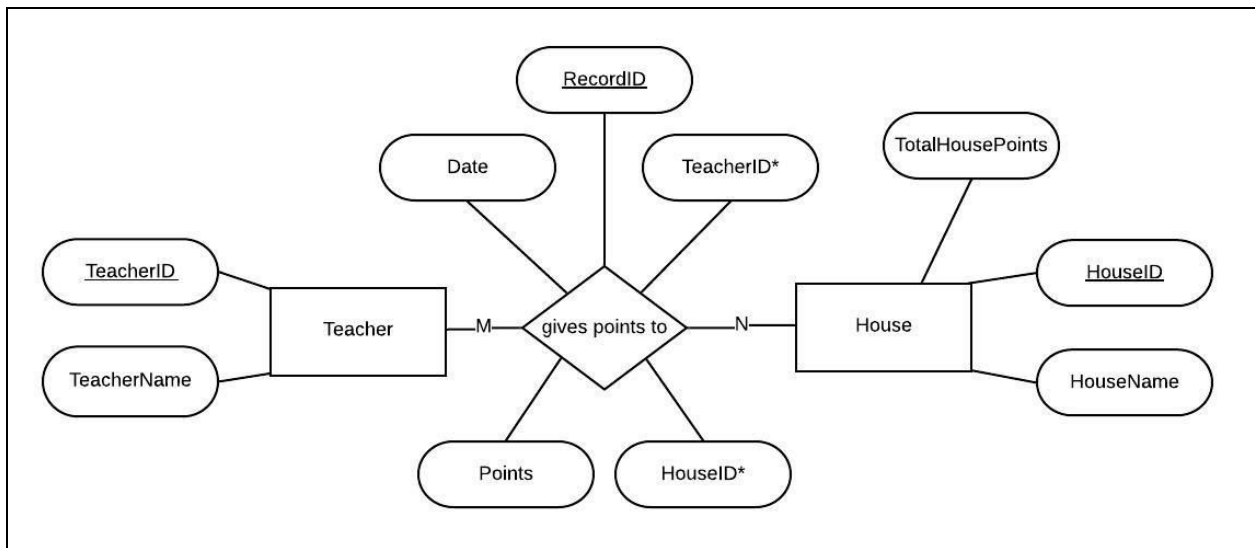 RecordID
Date
TeacherID*
TotalHousePoints
TeacherID
HouseID
Teacher
M
gives points to
N
House
TeacherName
HouseName
Points
HouseID*